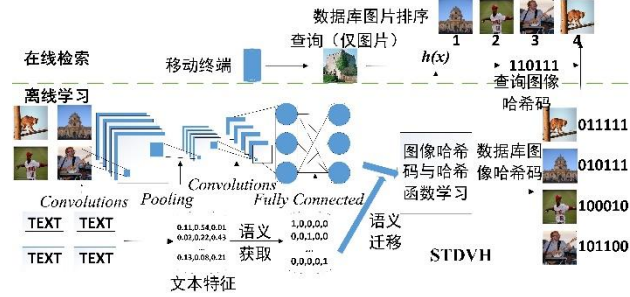 数据库图片排序
1 2 3 4
在线检索
查询（仅图片）
移动终端
h(x)
110111
查询图像
哈希码
离线学习
011111
010111
100010
101100
Convolutions
Pooling
Convolutions
Fully Connected
图像哈希
码与哈希
函数学习
数据库图
像哈希码
TEXT TEXT
TEXT TEXT
0.11,0.54,0.01
0.02,0.22,0.43
...
0.13,0.08,0.21
文本特征
语义
获取
1,0,0,0,0
0,0,1,0,0
...
0,0,0,0,1
语义
迁移
STDVH